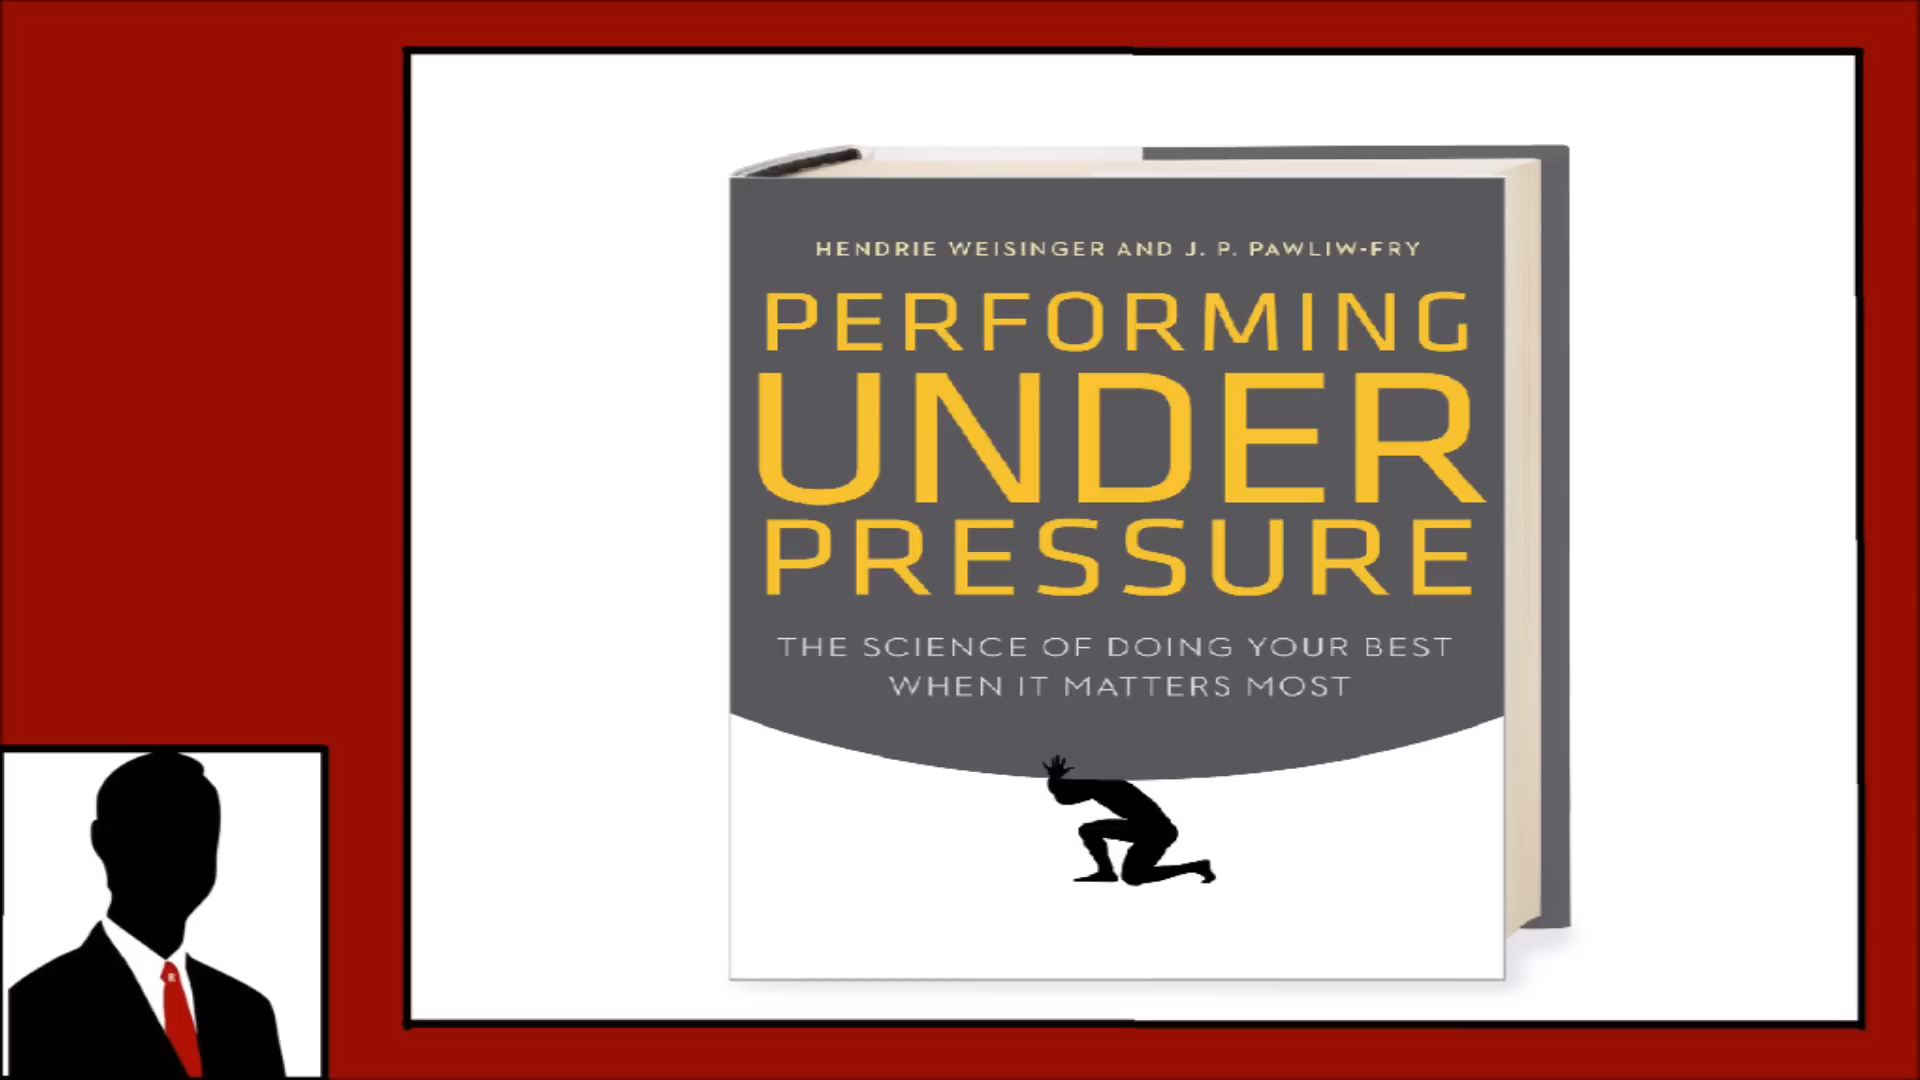 HENDRIE WEISINGER AND J. P. PAWLIW-FRY
PERFORMING
UNDER
PRESSURE
THE SCIENCE OF DOING YOUR BEST
WHEN IT MATTERS MOST
R